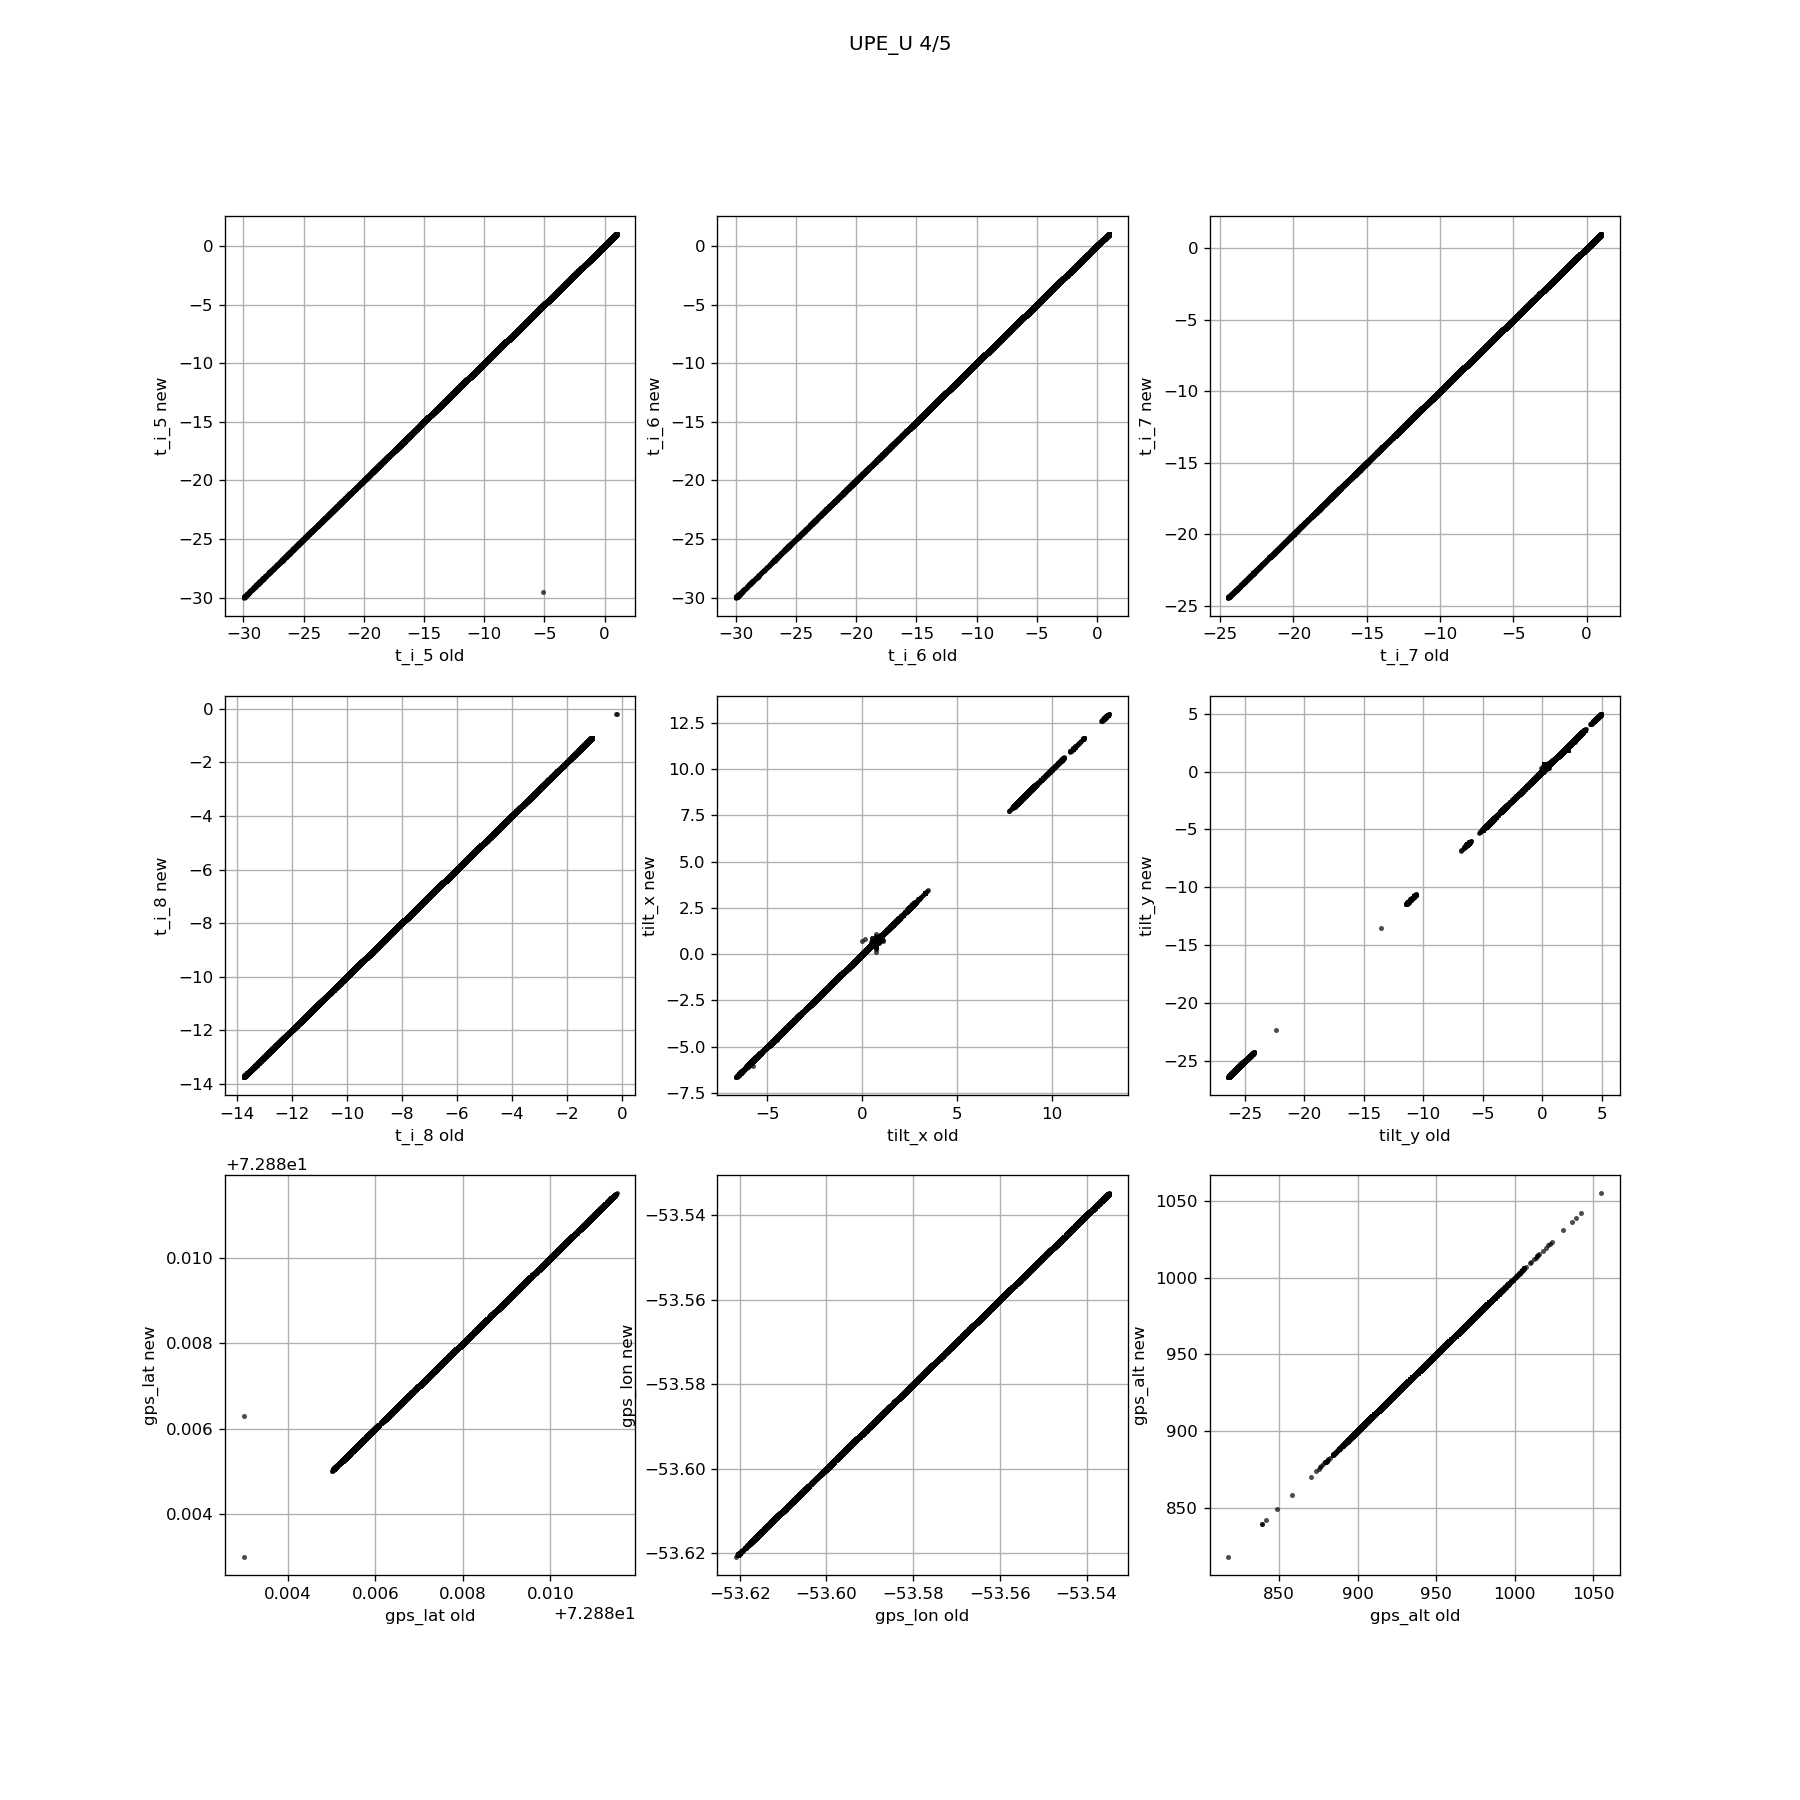 UPE_U 4/5
0
−5
−10
−15
−20
−25
−30
t_i_5 new
−30 −25 −20 −15 −10 −5 0
t_i_5 old
0
−5
−10
−15
−20
−25
−30
t_i_6 new
−30 −25 −20 −15 −10 −5 0
t_i_6 old
0
−5
−10
−15
−20
−25
t_i_7 new
−25 −20 −15 −10 −5 0
t_i_7 old
0
−2
−4
−6
−8
−10
−12
−14
t_i_8 new
−14 −12 −10 −8 −6 −4 −2 0
t_i_8 old
12.5
10.0
7.5
5.0
2.5
0.0
−2.5
−5.0
−7.5
tilt_x new
−5 0 5 10
tilt_x old
5
0
−5
−10
−15
−20
−25
tilt_y new
−25 −20 −15 −10 −5 0 5
tilt_y old
+7.288e1
0.010
0.008
0.006
0.004
gps_lat new
0.004 0.006 0.008 0.010
gps_lat old
+7.288e1
−53.54
−53.56
−53.58
−53.60
−53.62
gps_lon new
−53.62 −53.60 −53.58 −53.56 −53.54
gps_lon old
1050
1000
950
900
850
gps_alt new
850 900 950 1000 1050
gps_alt old